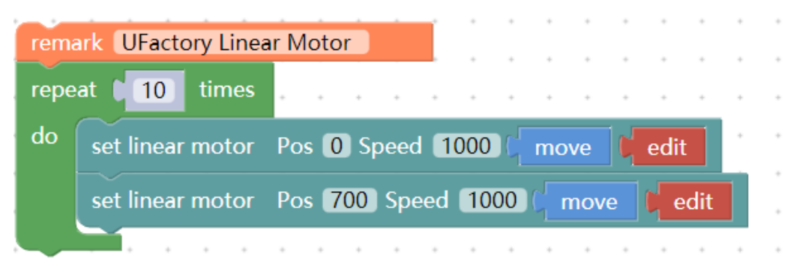 remark UFactory Linear Motor
repeat 10 times
do
set linear motor Pos 0 Speed 1000 move edit
set linear motor Pos 700 Speed 1000 move edit